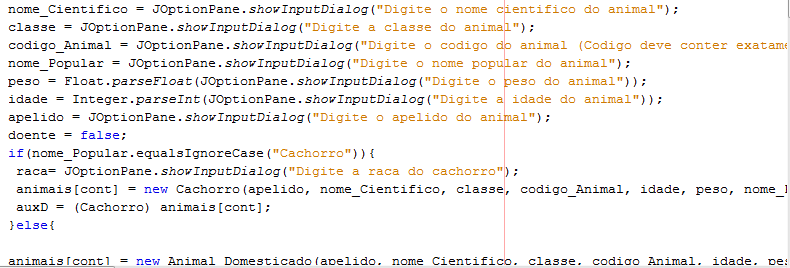 nome_Cientifico = JOptionPane.showInputDialog("Digite o nome cientifico do animal");
classe = JOptionPane.showInputDialog("Digite a classe do animal");
codigo_Animal = JOptionPane.showInputDialog("Digite o codigo do animal (Codigo deve conter exatame
nome_Popular = JOptionPane.showInputDialog("Digite o nome popular do animal");
peso = Float.parseFloat(JOptionPane.showInputDialog("Digite o peso do animal"));
idade = Integer.parseInt(JOptionPane.showInputDialog("Digite a idade do animal"));
apelido = JOptionPane.showInputDialog("Digite o apelido do animal");
doente = false;
if(nome_Popular.equalsIgnoreCase("Cachorro")){
raca= JOptionPane.showInputDialog("Digite a raca do cachorro");
animais[cont] = new Cachorro(apelido, nome_Cientifico, classe, codigo_Animal, idade, peso, nome_
auxD = (Cachorro) animais[cont];
}else{
animais[cont] = new Animal_Domesticado(apelido, nome_Cientifico, classe, codigo_Animal, idade, pes